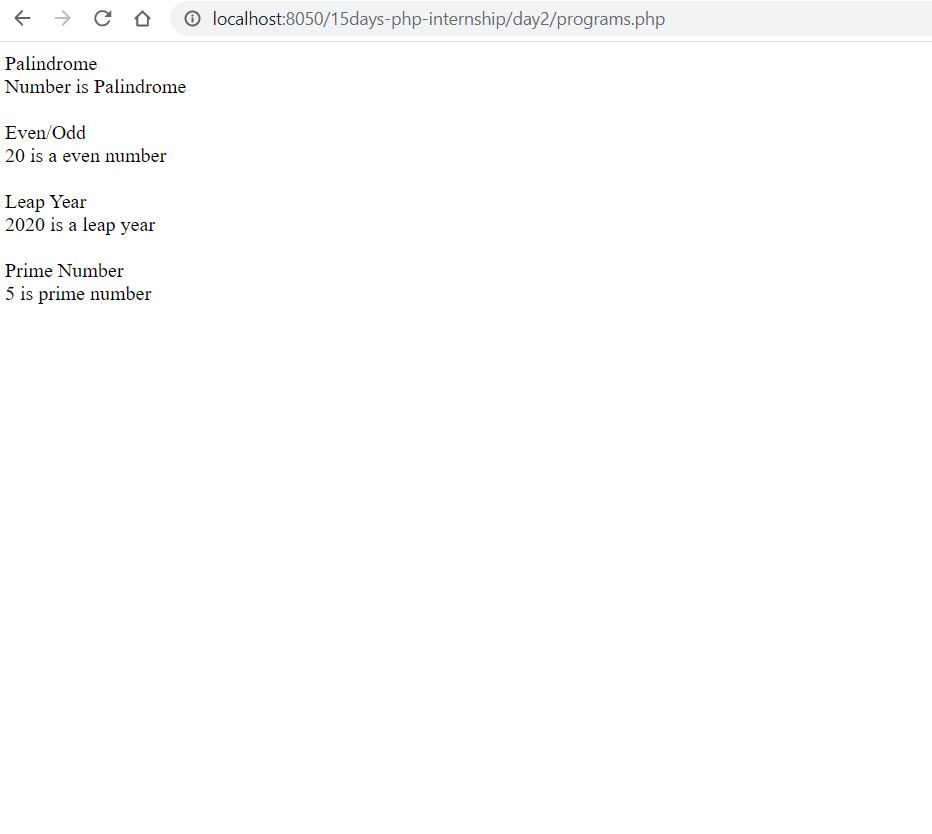 localhost:8050/15days-php-internship/day2/programs.php
Palindrome
Number is Palindrome
Even/Odd
20 is a even number
Leap Year
2020 is a leap year
Prime Number
5 is prime number